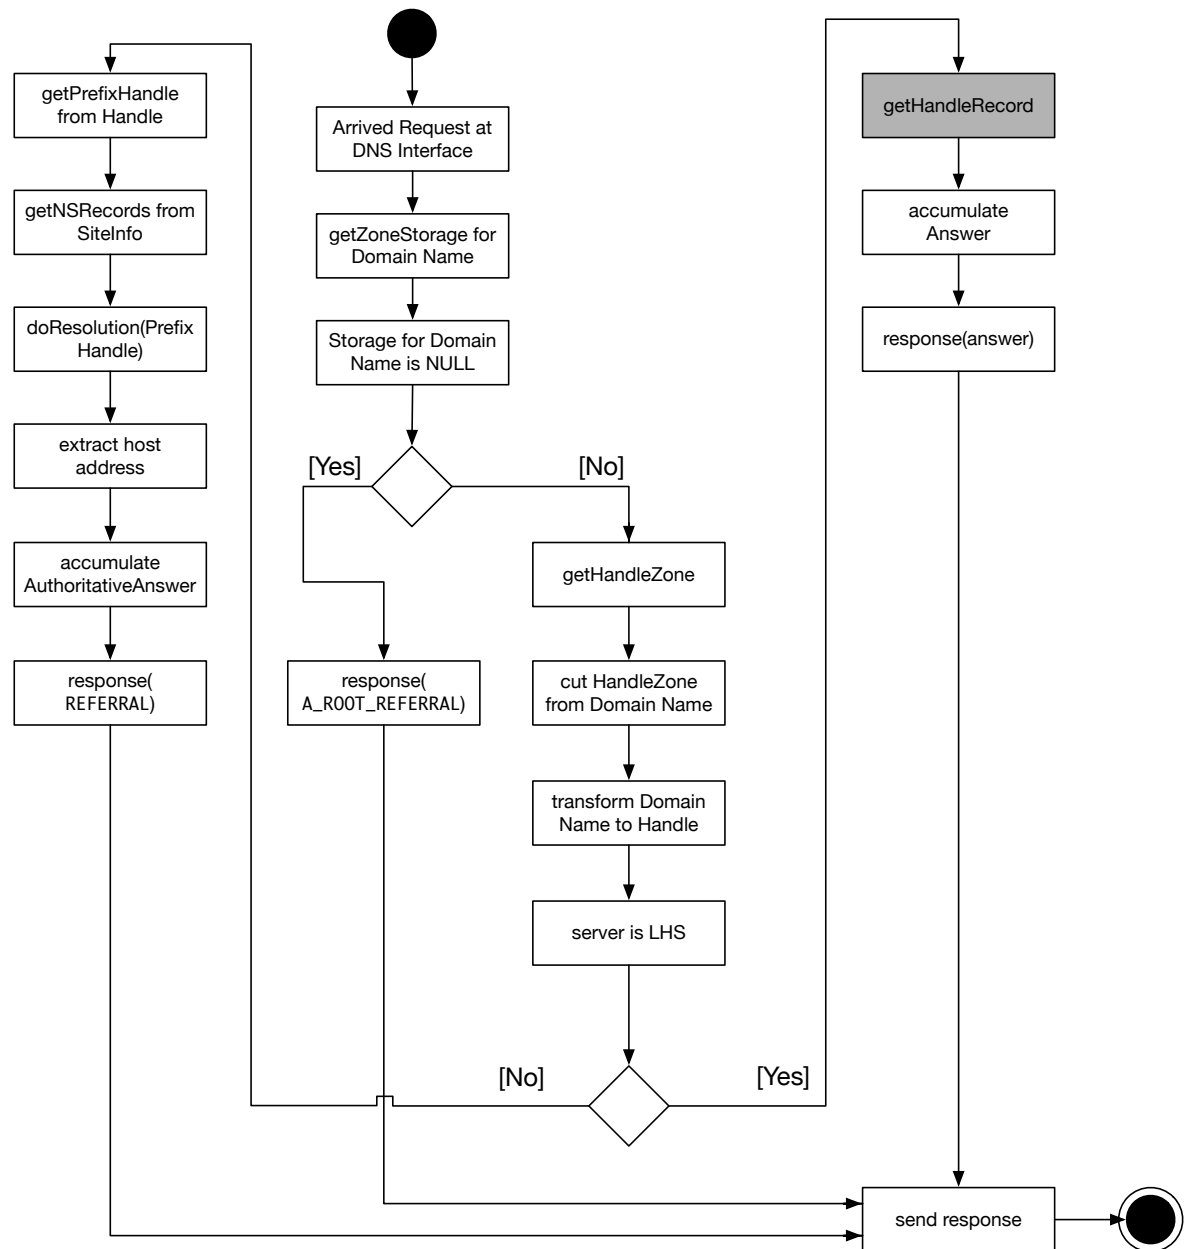 getPrefixHandle
from Handle
getNSRecords from
SiteInfo
doResolution(Prefix
Handle)
extract host
address
accumulate
AuthoritativeAnswer
response(
REFERRAL)
Arrived Request at
DNS Interface
getZoneStorage for
Domain Name
Storage for Domain
Name is NULL
[Yes]
[No]
response(
A_ROOT_REFERRAL)
getHandleZone
cut HandleZone
from Domain Name
transform Domain
Name to Handle
server is LHS
[No]
[Yes]
getHandleRecord
accumulate
Answer
response(answer)
send response